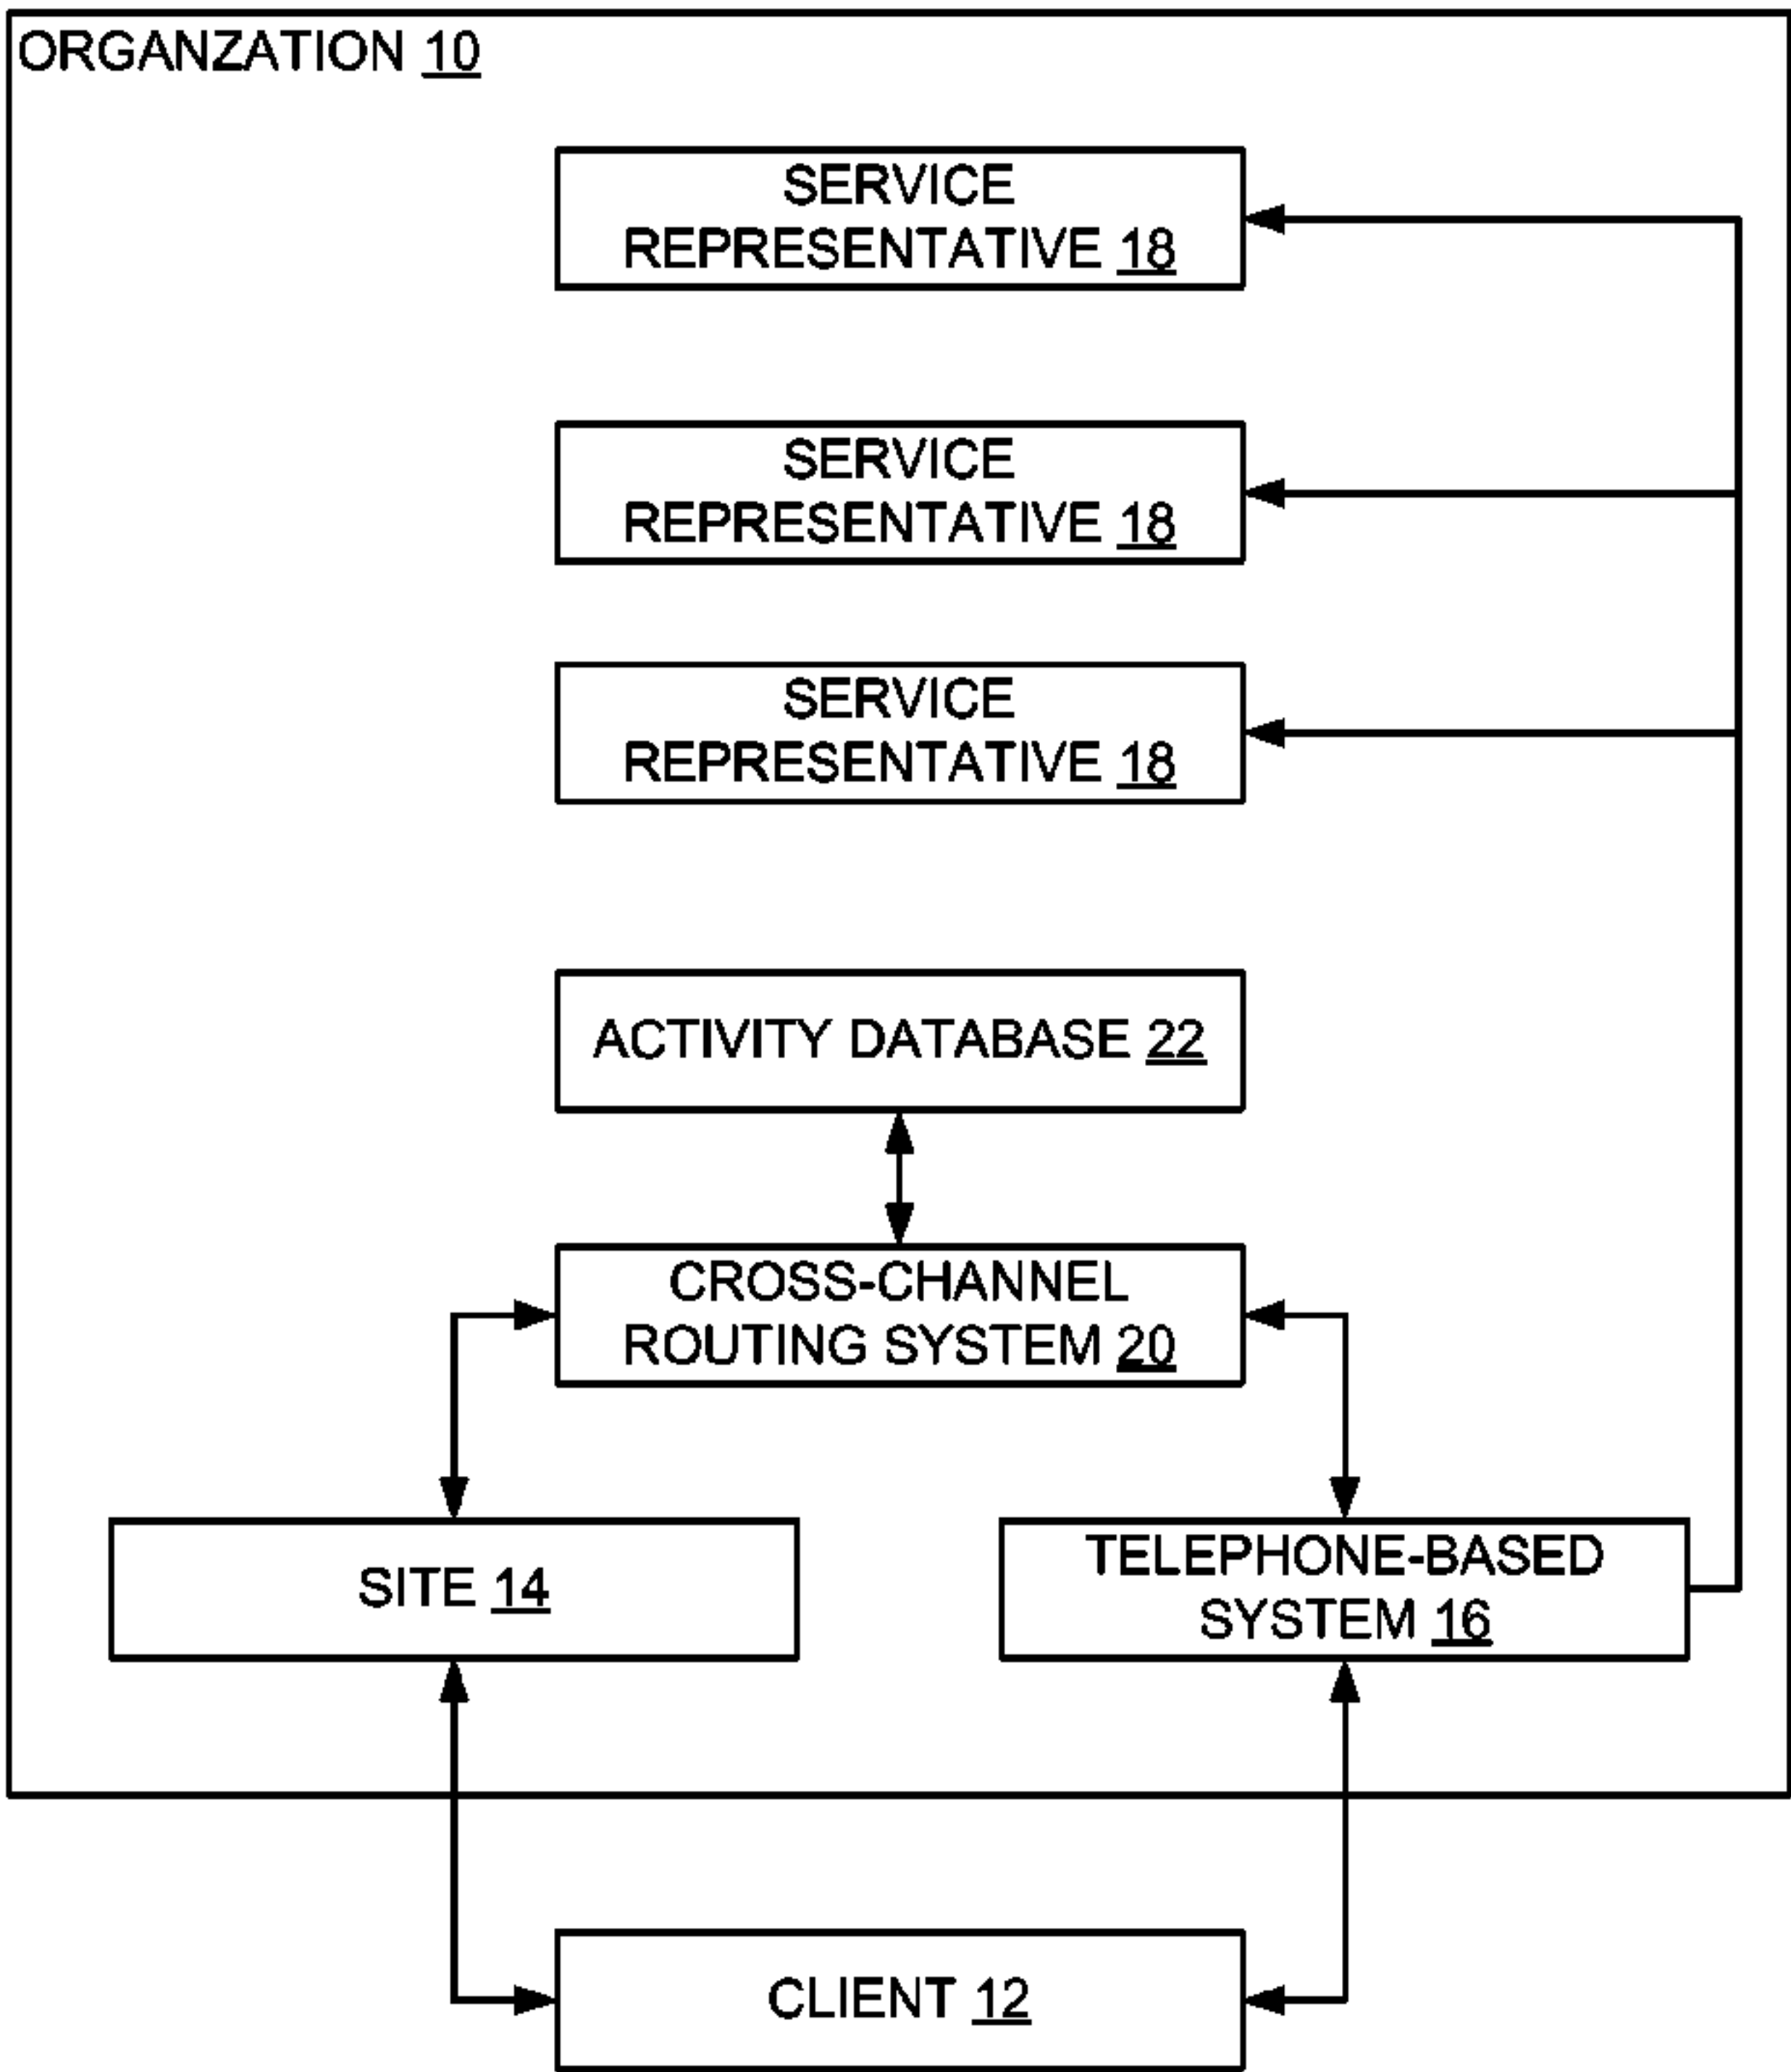 ORGANZATION 10
SERVICE
REPRESENTATIVE 18
SERVICE
REPRESENTATIVE 18
SERVICE
REPRESENTATIVE 18
ACTIVITY DATABASE 22
CROSS-CHANNEL
ROUTING SYSTEM 20
SITE 14
TELEPHONE-BASED
SYSTEM 16
CLIENT 12